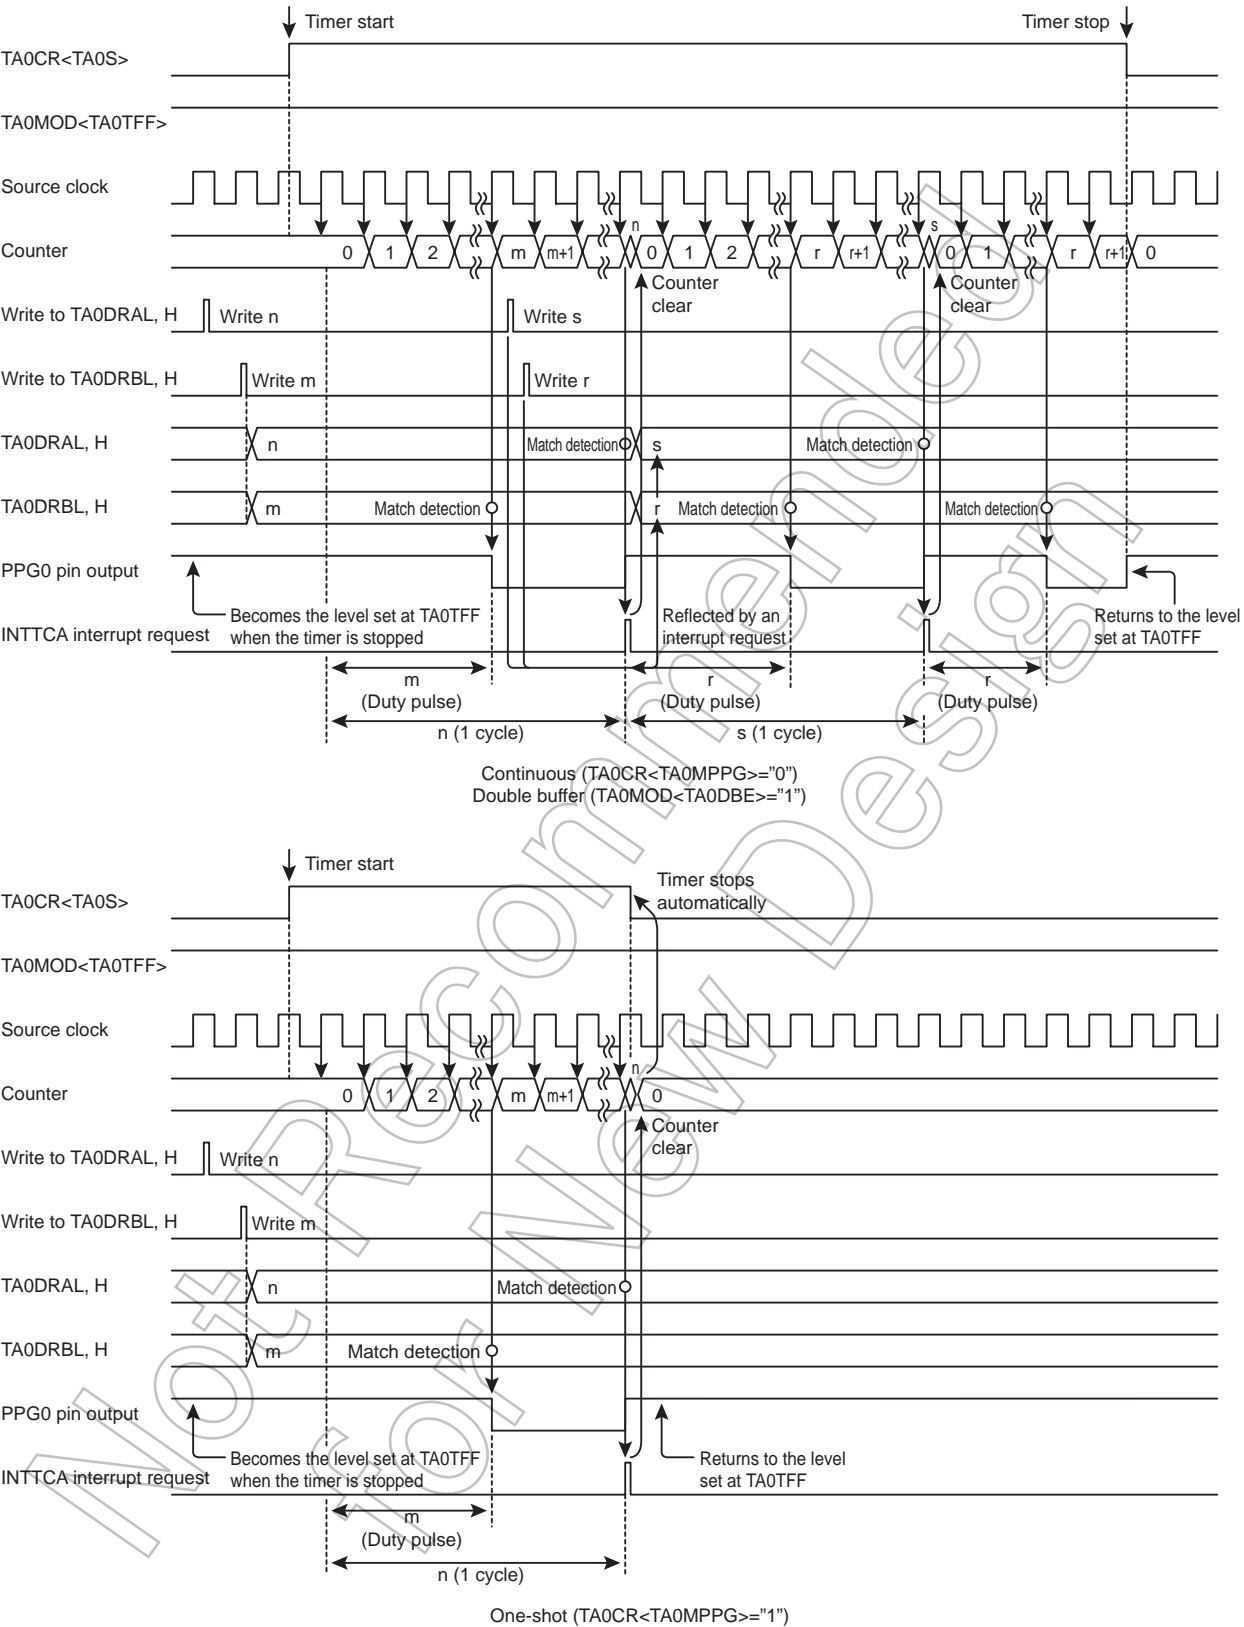 Timer start
Timer stop
TA0CR<TA0S>
TA0MOD<TA0TFF>
Source clock
n
s
Counter
0 1 2 m m+1 0 1 2 r r+1 0 1 r r+1 0
Counter
clear
Counter
clear
Write to TA0DRAL, H
Write n
Write s
Write to TA0DRBL, H
Write m
Write r
TA0DRAL, H
n
Match detection
s
Match detection
TA0DRBL, H
m
Match detection
r
Match detection
Match detection
PPG0 pin output
Becomes the level set at TA0TFF
when the timer is stopped
Reflected by an
interrupt request
Returns to the level
set at TA0TFF
INTTCA interrupt request
m
(Duty pulse)
r
(Duty pulse)
r
(Duty pulse)
n (1 cycle)
s (1 cycle)
Continuous (TA0CR<TA0MPPG>="0")
Double buffer (TA0MOD<TA0DBE>="1")
Timer start
Timer stops
automatically
TA0CR<TA0S>
TA0MOD<TA0TFF>
Source clock
n
Counter
0 1 2 m m+1 0
Counter
clear
Write to TA0DRAL, H
Write n
Write to TA0DRBL, H
Write m
TA0DRAL, H
n
Match detection
TA0DRBL, H
m
Match detection
PPG0 pin output
Becomes the level set at TA0TFF
when the timer is stopped
Returns to the level
set at TA0TFF
INTTCA interrupt request
m
(Duty pulse)
n (1 cycle)
One-shot (TA0CR<TA0MPPG>="1")
Not Recommended
for New Design